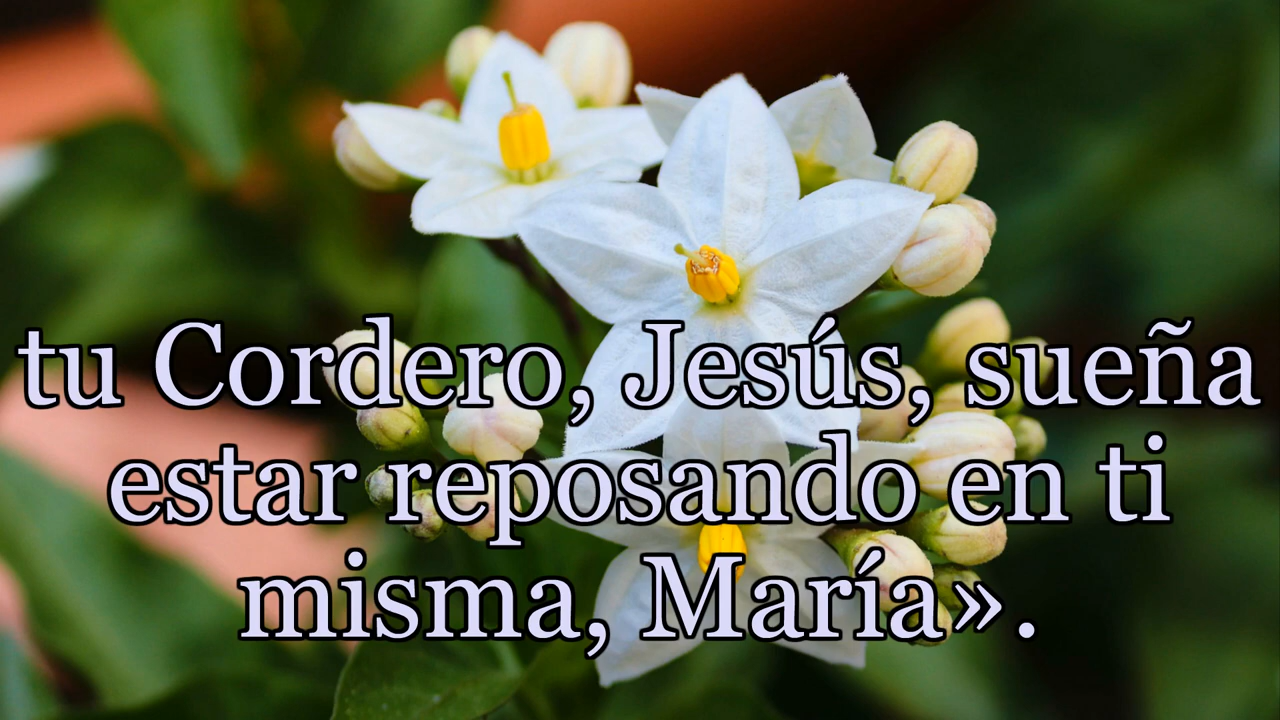 tu Cordero, Jesús, sueña
estar reposando en ti
misma, María».